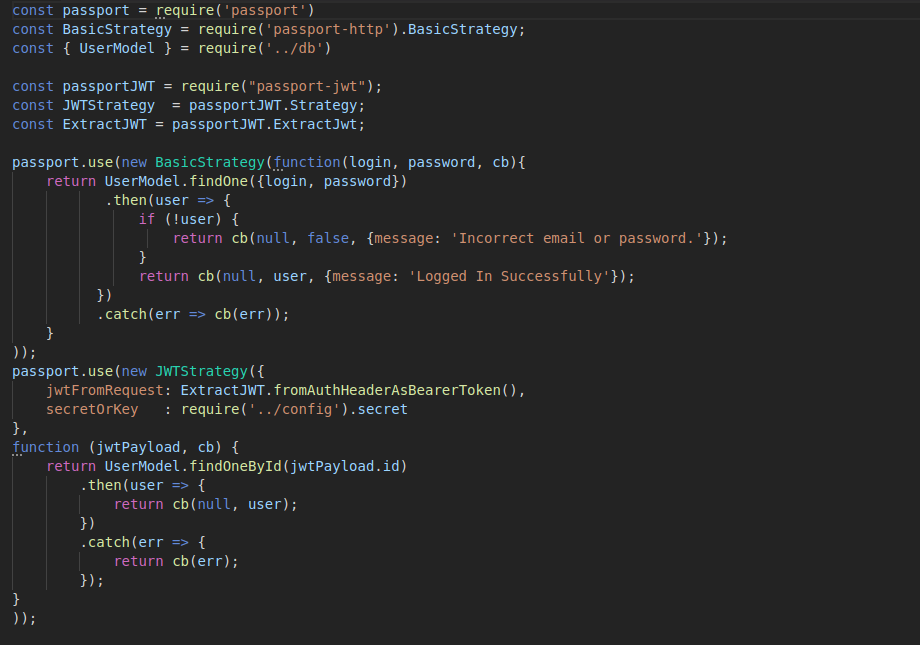 const passport = require('passport')
const BasicStrategy = require('passport-http').BasicStrategy;
const { UserModel } = require('../db')

const passportJWT = require("passport-jwt");
const JWTStrategy  = passportJWT.Strategy;
const ExtractJWT = passportJWT.ExtractJwt;

passport.use(new BasicStrategy(function(login, password, cb){
    return UserModel.findOne({login, password})
           .then(user => {
               if (!user) {
                   return cb(null, false, {message: 'Incorrect email or password.'});
               }
               return cb(null, user, {message: 'Logged In Successfully'});
          })
          .catch(err => cb(err));
    }
));
passport.use(new JWTStrategy({
    jwtFromRequest: ExtractJWT.fromAuthHeaderAsBearerToken(),
    secretOrKey   : require('../config').secret
},
function (jwtPayload, cb) {
    return UserModel.findOneById(jwtPayload.id)
        .then(user => {
            return cb(null, user);
        })
        .catch(err => {
            return cb(err);
        });
}
));